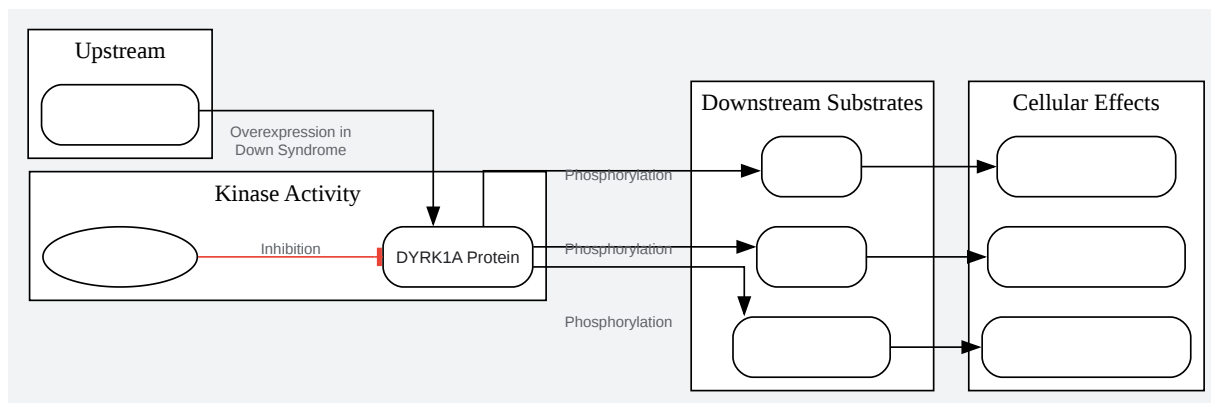 Upstream
Overexpression in
Down Syndrome
Kinase Activity
Inhibition
DYRK1A Protein
Phosphorylation
Phosphorylation
Phosphorylation
Downstream Substrates
Cellular Effects